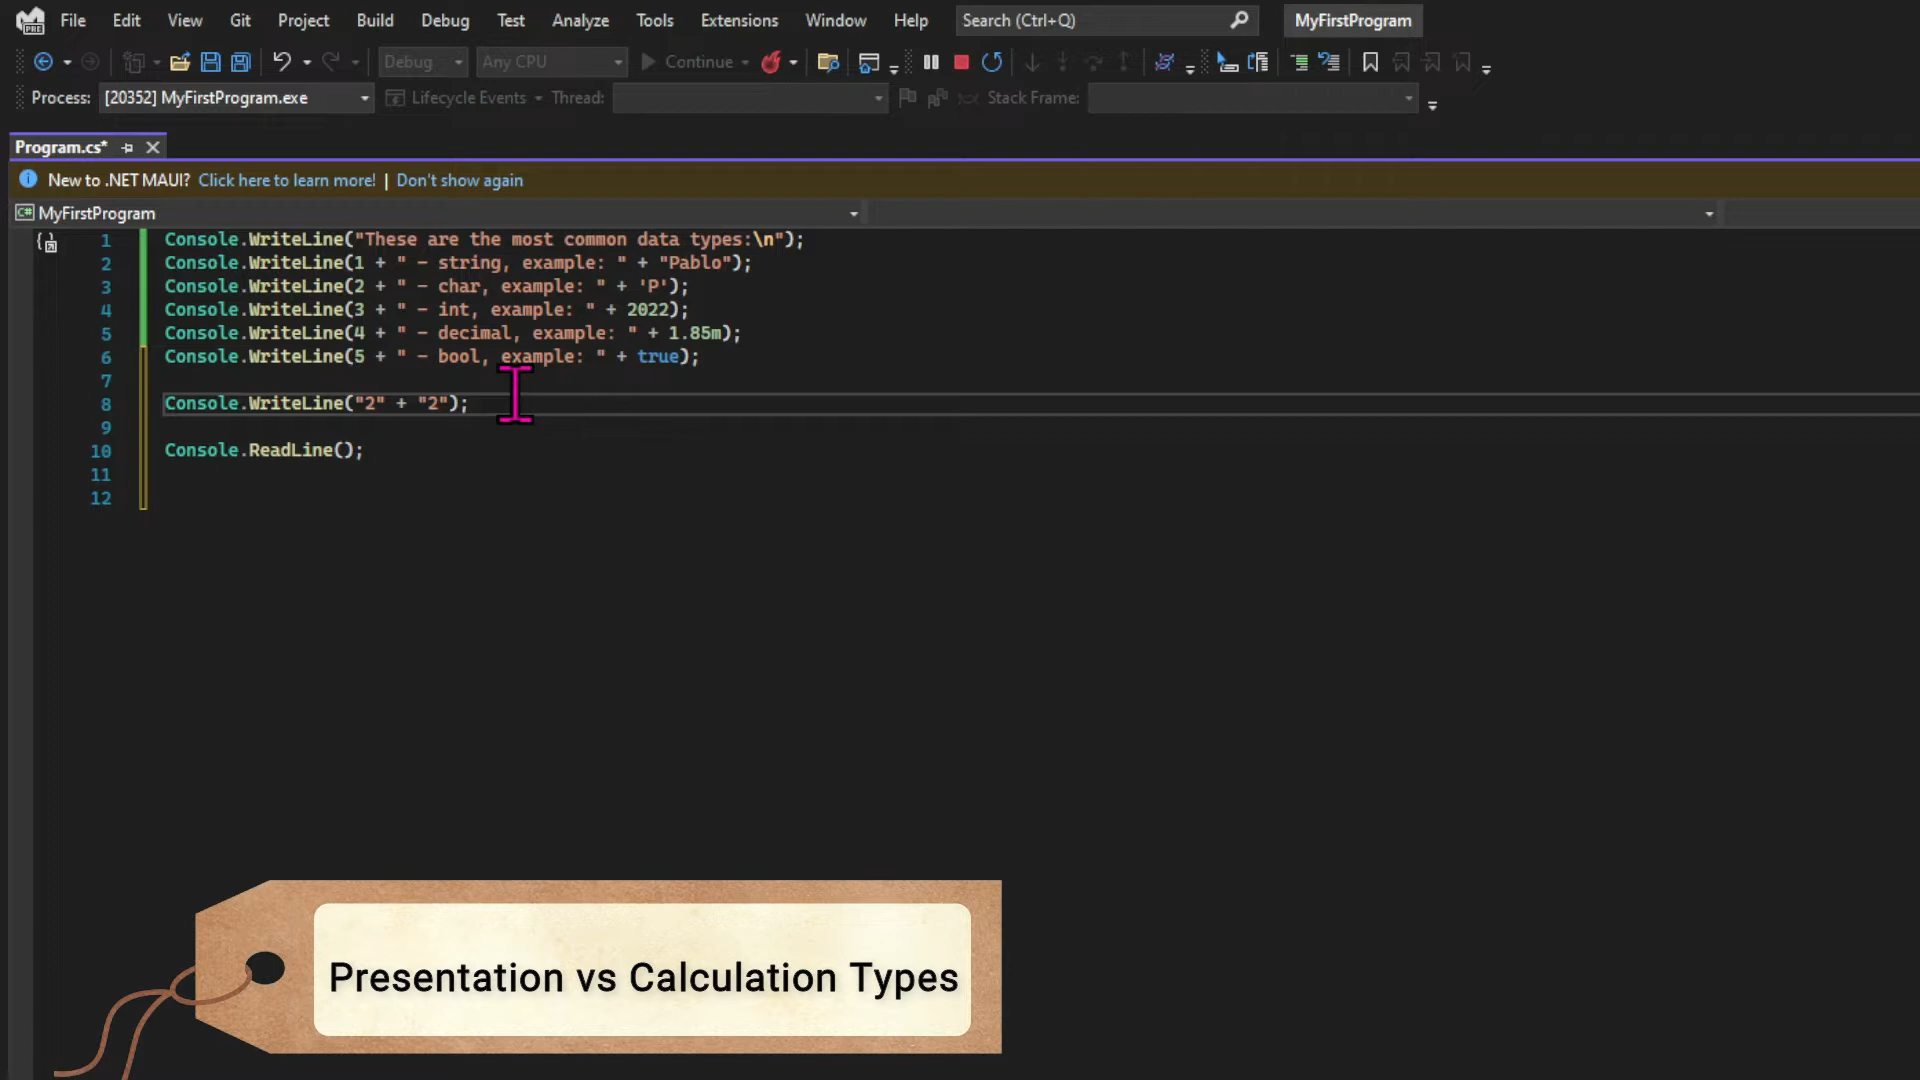 File Edit View Git Project Build Debug Test Analyze Tools Extensions Window Help Search (Ctrl+Q) MyFirstProgram
PRE Debug Any CPU Continue
Process: [20352] MyFirstProgram.exe Lifecycle Events Thread: Stack Frame:
Program.cs*
New to .NET MAUI? Click here to learn more! | Don't show again
C# MyFirstProgram
1 Console.WriteLine("These are the most common data types:\n");
2 Console.WriteLine(1 + " - string, example: " + "Pablo");
3 Console.WriteLine(2 + " - char, example: " + 'P');
4 Console.WriteLine(3 + " - int, example: " + 2022);
5 Console.WriteLine(4 + " - decimal, example: " + 1.85m);
6 Console.WriteLine(5 + " - bool, example: " + true);
7
8 Console.WriteLine("2" + "2");
9
10 Console.ReadLine();
11
12
Presentation vs Calculation Types